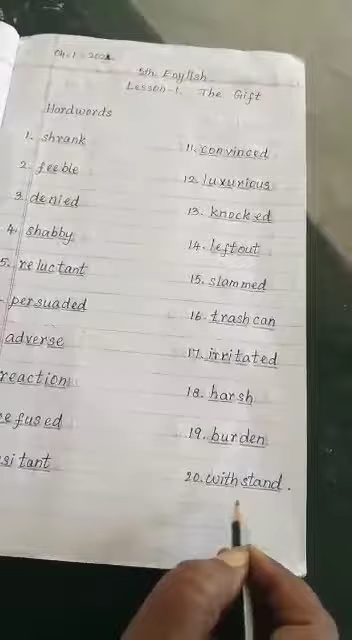 5th. English
Lesson-1. The Gift
Hardwords
1. shrank
2. feeble
3. denied
4. shabby
5. reluctant
persuaded
adverse
reaction
efused
sitant
11. convinced
12. luxurious
13. knocked
14. leftout
15. slammed
16. trash can
17. irritated
18. harsh
19. burden
20. withstand.